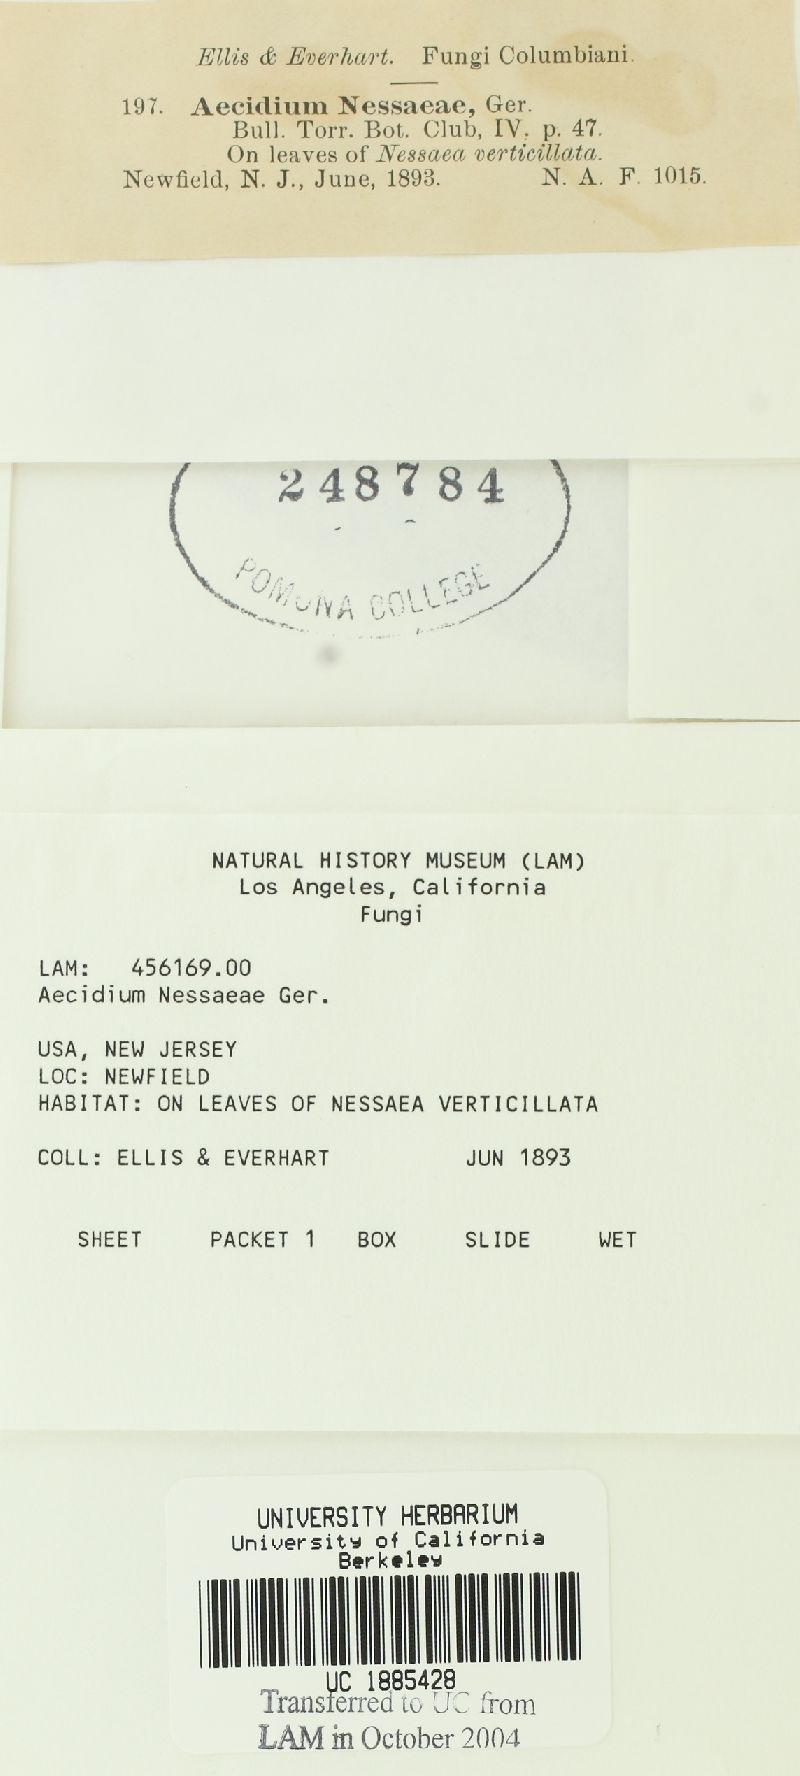 Ellis & Everhart. Fungi Columbiani.
197. Aecidium Nessaeae, Ger.
Bull. Torr. Bot. Club, IV. p. 47.
On leaves of Nessaea verticillata.
Newfield, N. J., June, 1893. N. A. F. 1015.
248784
POMONA COLLEGE
NATURAL HISTORY MUSEUM (LAM)
Los Angeles, California
Fungi
LAM: 456169.00
Aecidium Nessaeae Ger.
USA, NEW JERSEY
LOC: NEWFIELD
HABITAT: ON LEAVES OF NESSAEA VERTICILLATA
COLL: ELLIS & EVERHART JUN 1893
SHEET PACKET 1 BOX SLIDE WET
UNIVERSITY HERBARIUM
University of California
Berkeley
UC 1885428
Transferred to UC from
LAM in October 2004